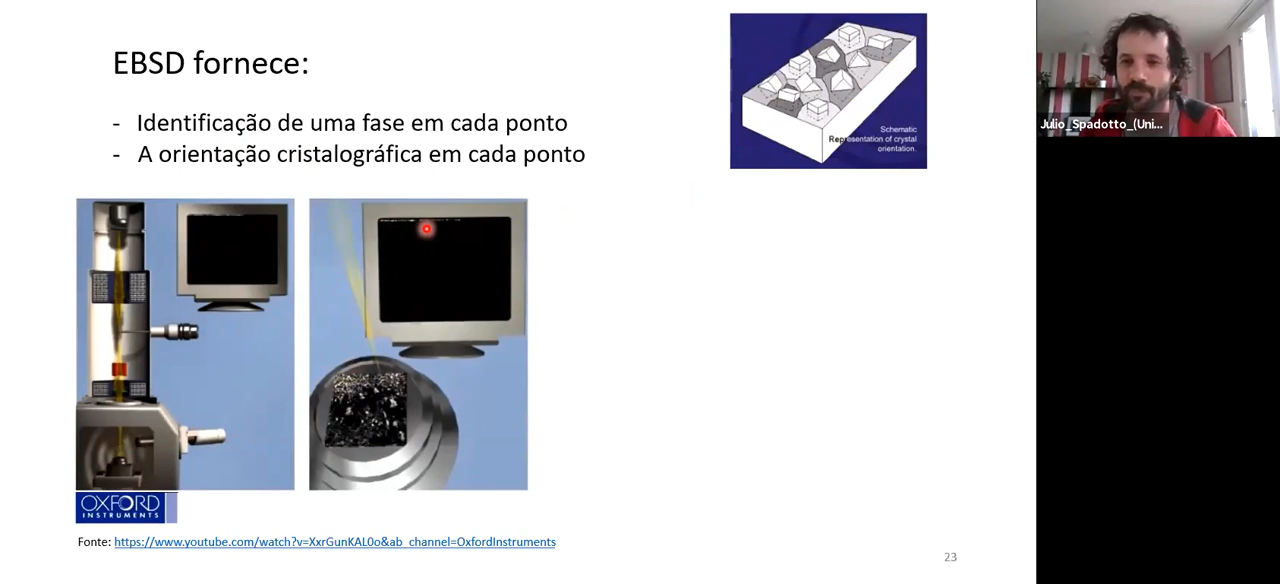 EBSD fornece:
- Identificação de uma fase em cada ponto
- A orientação cristalográfica em cada ponto
Schematic
Representation of crystal
orientation.
Julio_Spadotto_(Uni...
OXFORD
INSTRUMENTS
Fonte: https://www.youtube.com/watch?v=XxrGunKAL0o&ab_channel=OxfordInstruments
23